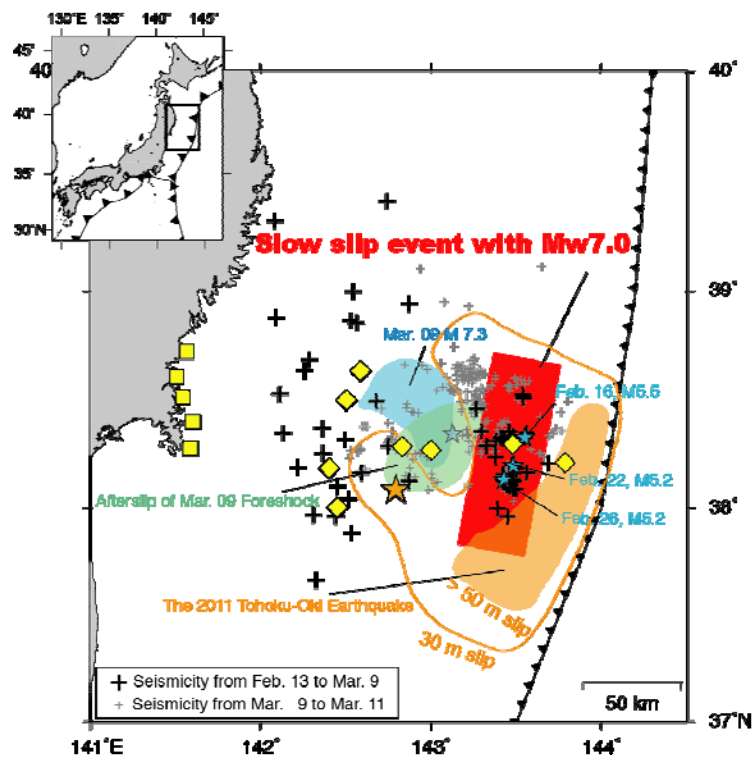 130°E 135° 140° 145°
45°
40°
35°
30°N
40
40°
Slow slip event with Mw7.0
39°
Mar. 09 M 7.3
Feb. 16, M5.5
Afterslip of Mar. 09 Foreshock
Feb. 22, M5.2
38°
Feb. 26, M5.2
The 2011 Tohoku-Oki Earthquake
> 50 m slip
30 m slip
+ Seismicity from Feb. 13 to Mar. 9
+ Seismicity from Mar. 9 to Mar. 11
50 km
37°N
141°E 142° 143° 144°